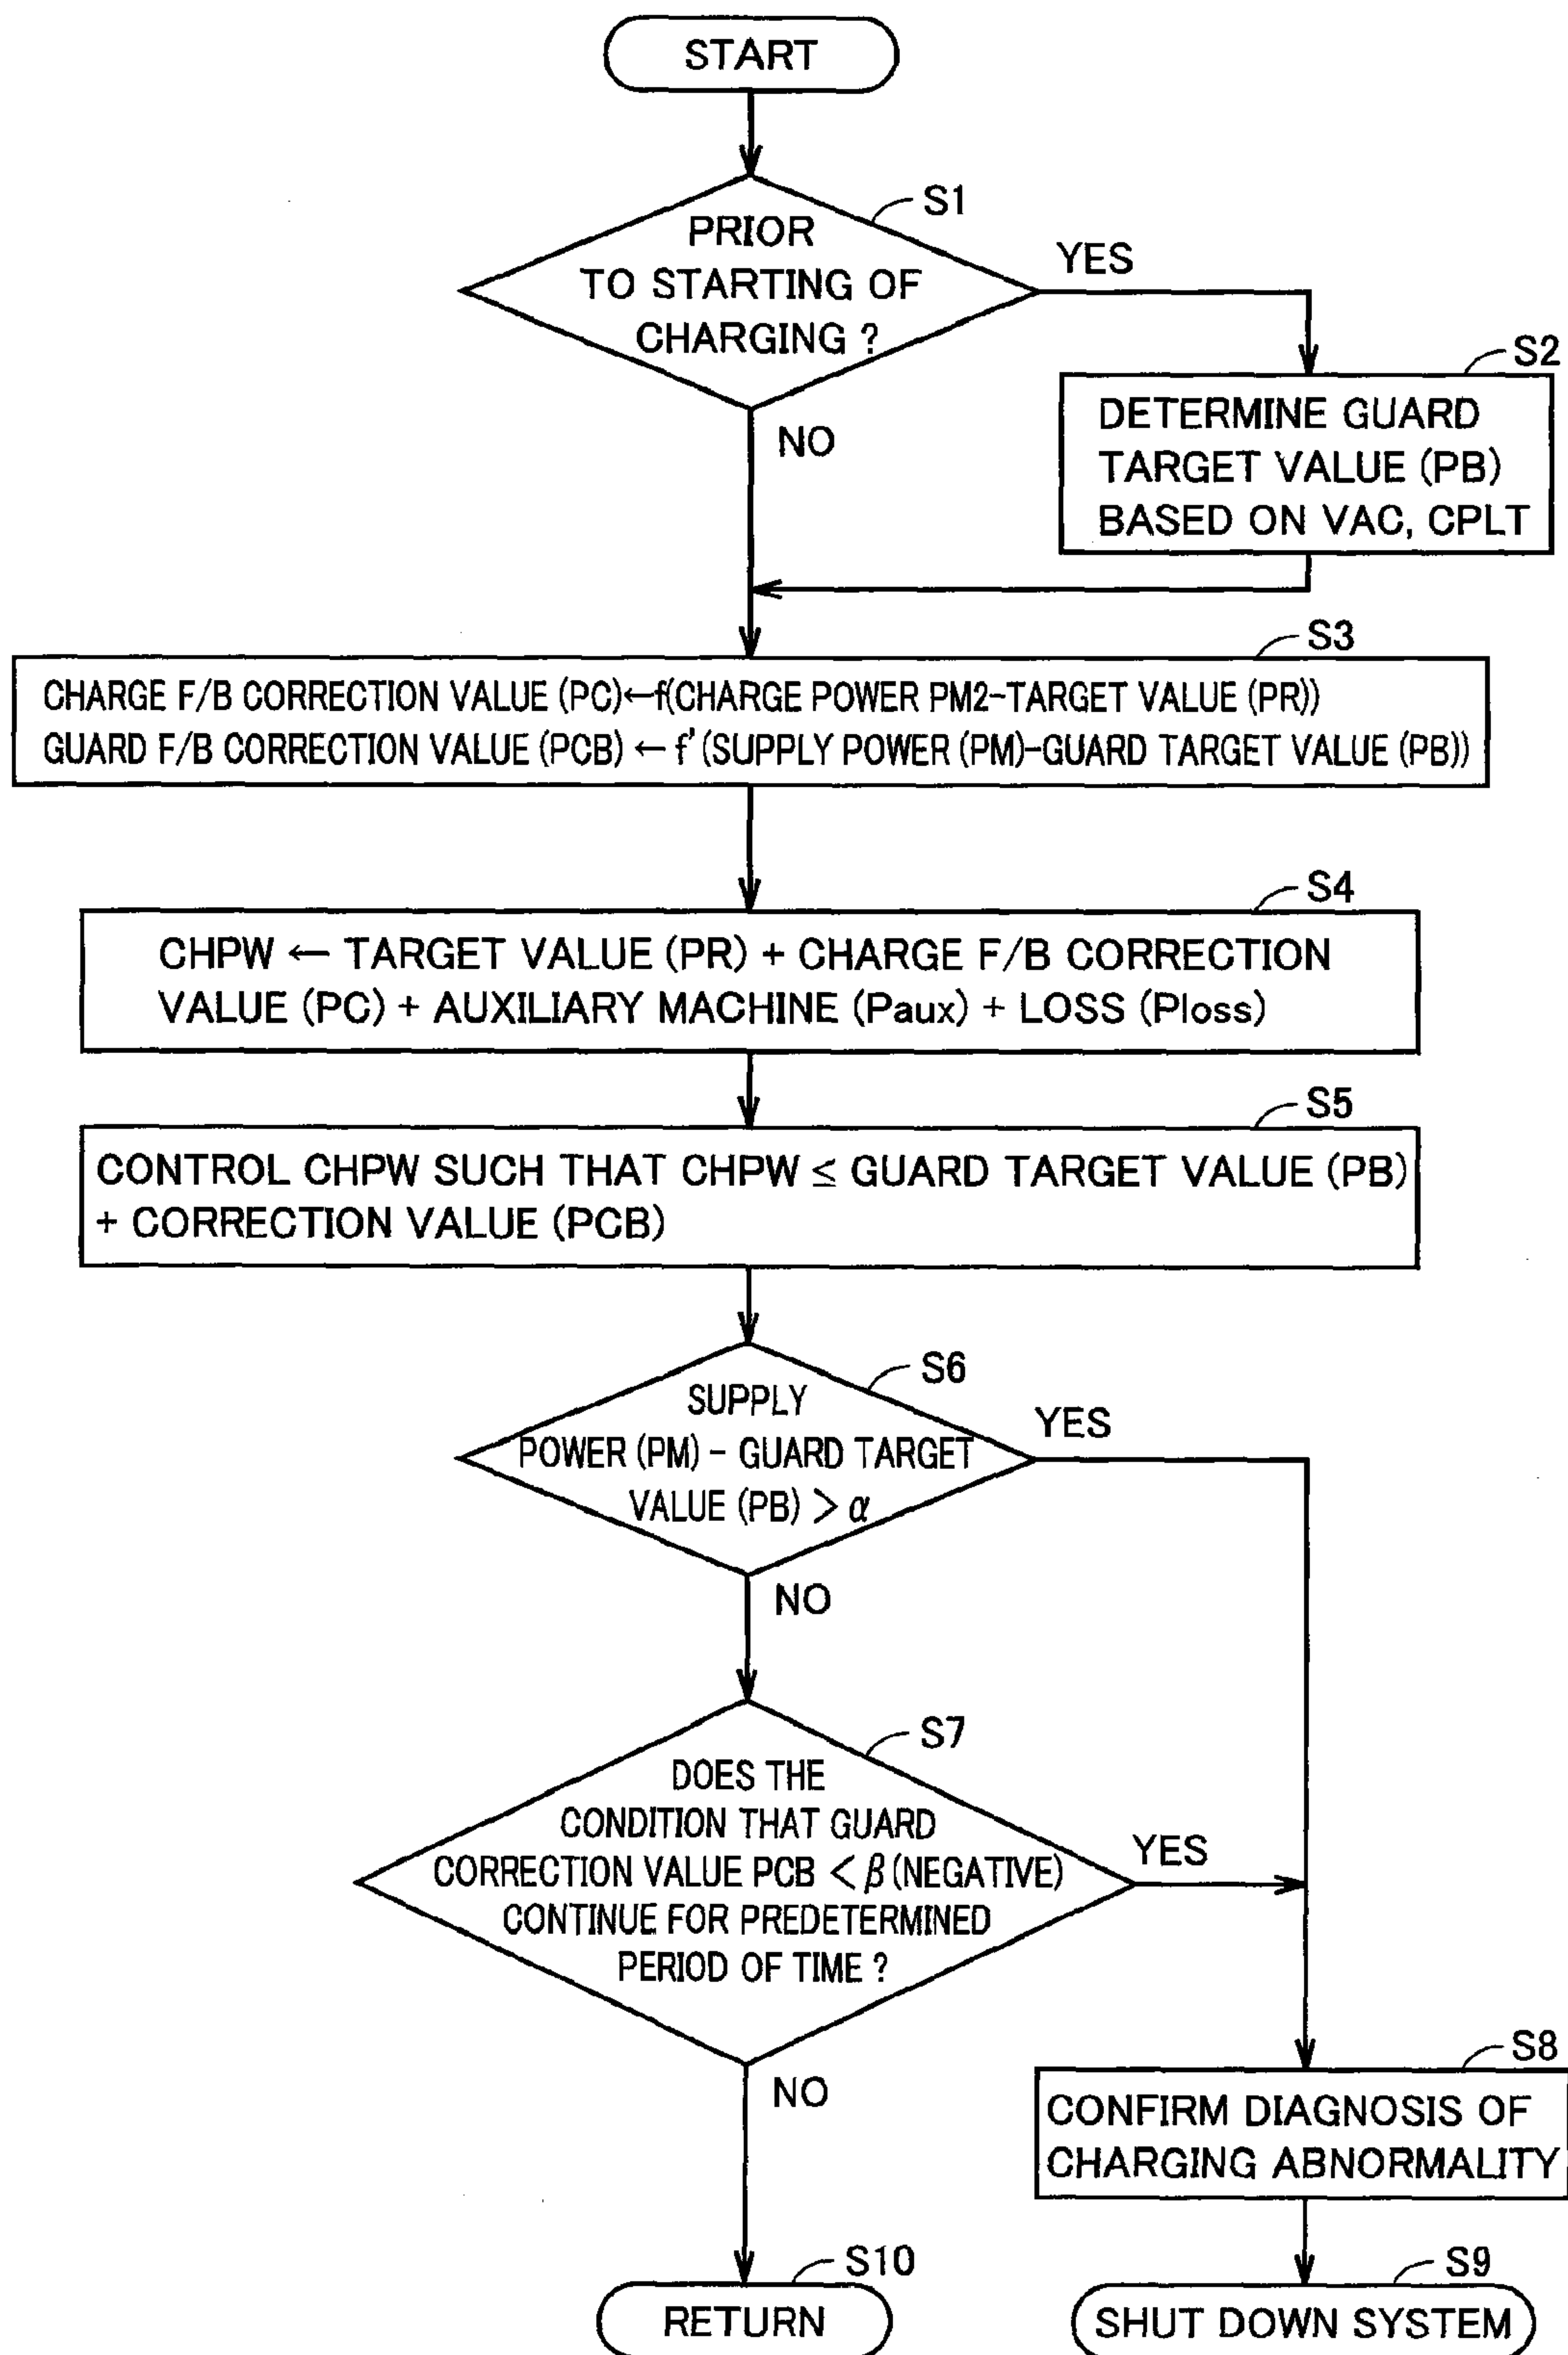 START
S1
PRIOR
TO STARTING OF
CHARGING ?
YES
NO
S2
DETERMINE GUARD
TARGET VALUE (PB)
BASED ON VAC, CPLT
S3
CHARGE F/B CORRECTION VALUE (PC)←f(CHARGE POWER PM2-TARGET VALUE (PR))
GUARD F/B CORRECTION VALUE (PCB) ← f'(SUPPLY POWER (PM)-GUARD TARGET VALUE (PB))
S4
CHPW ← TARGET VALUE (PR) + CHARGE F/B CORRECTION
VALUE (PC) + AUXILIARY MACHINE (Paux) + LOSS (Ploss)
S5
CONTROL CHPW SUCH THAT CHPW ≤ GUARD TARGET VALUE (PB)
+ CORRECTION VALUE (PCB)
S6
SUPPLY
POWER (PM) - GUARD TARGET
VALUE (PB) > α
YES
NO
S7
DOES THE
CONDITION THAT GUARD
CORRECTION VALUE PCB < β (NEGATIVE)
CONTINUE FOR PREDETERMINED
PERIOD OF TIME ?
YES
NO
S8
CONFIRM DIAGNOSIS OF
CHARGING ABNORMALITY
S10
RETURN
S9
SHUT DOWN SYSTEM